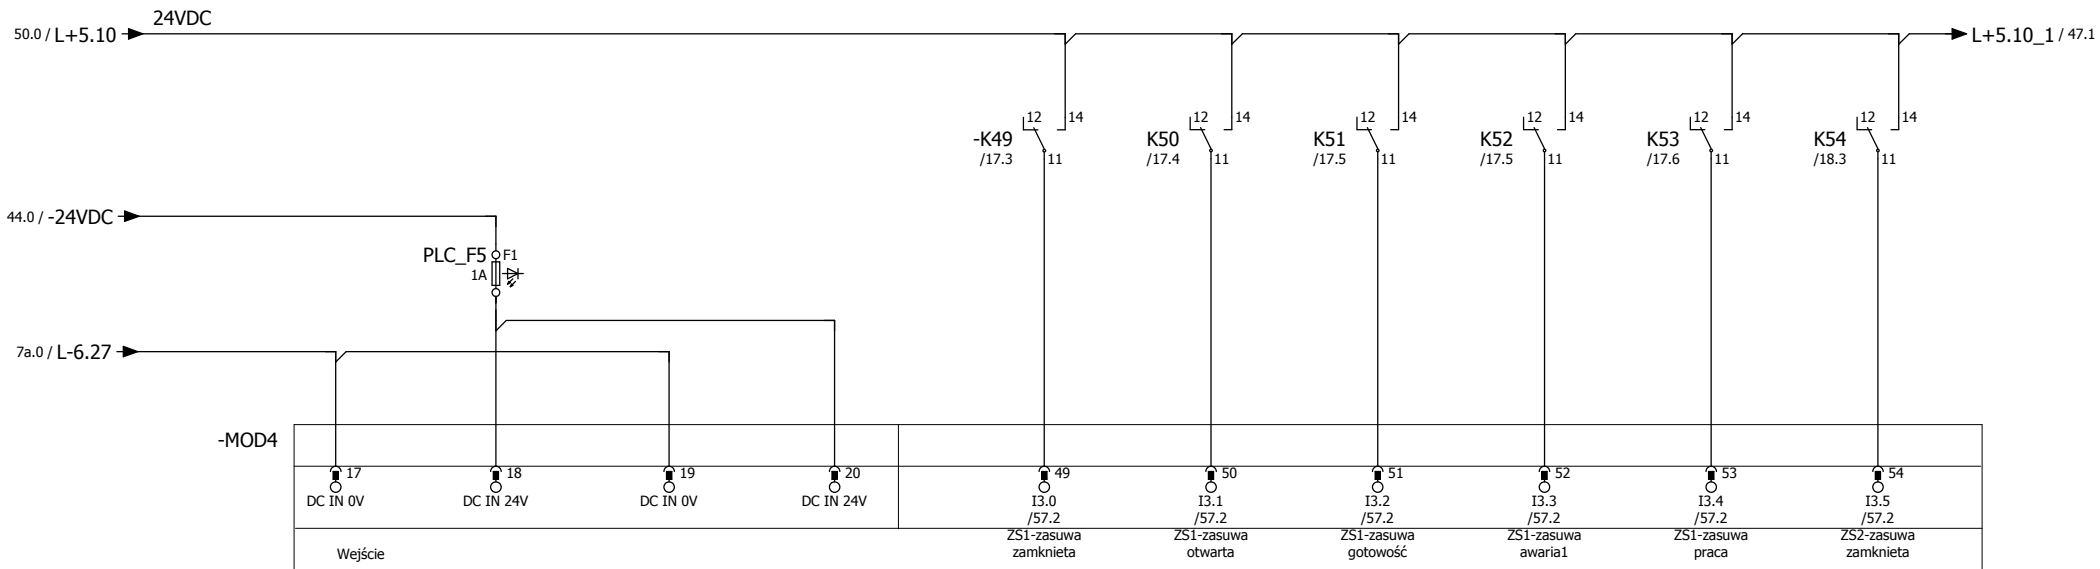 24VDC
50.0 / L+5.10
L+5.10_1 / 47.1
12 14
-K49
/17.3 11
12 14
K50
/17.4 11
12 14
K51
/17.5 11
12 14
K52
/17.5 11
12 14
K53
/17.6 11
12 14
K54
/18.3 11
44.0 / -24VDC
PLC_F5 F1
1A
7a.0 / L-6.27
-MOD4
17
DC IN 0V
18
DC IN 24V
19
DC IN 0V
20
DC IN 24V
49
I3.0
/57.2
ZS1-zasuwa
zamknieta
50
I3.1
/57.2
ZS1-zasuwa
otwarta
51
I3.2
/57.2
ZS1-zasuwa
gotowość
52
I3.3
/57.2
ZS1-zasuwa
awaria1
53
I3.4
/57.2
ZS1-zasuwa
praca
54
I3.5
/57.2
ZS2-zasuwa
zamknieta
Wejście